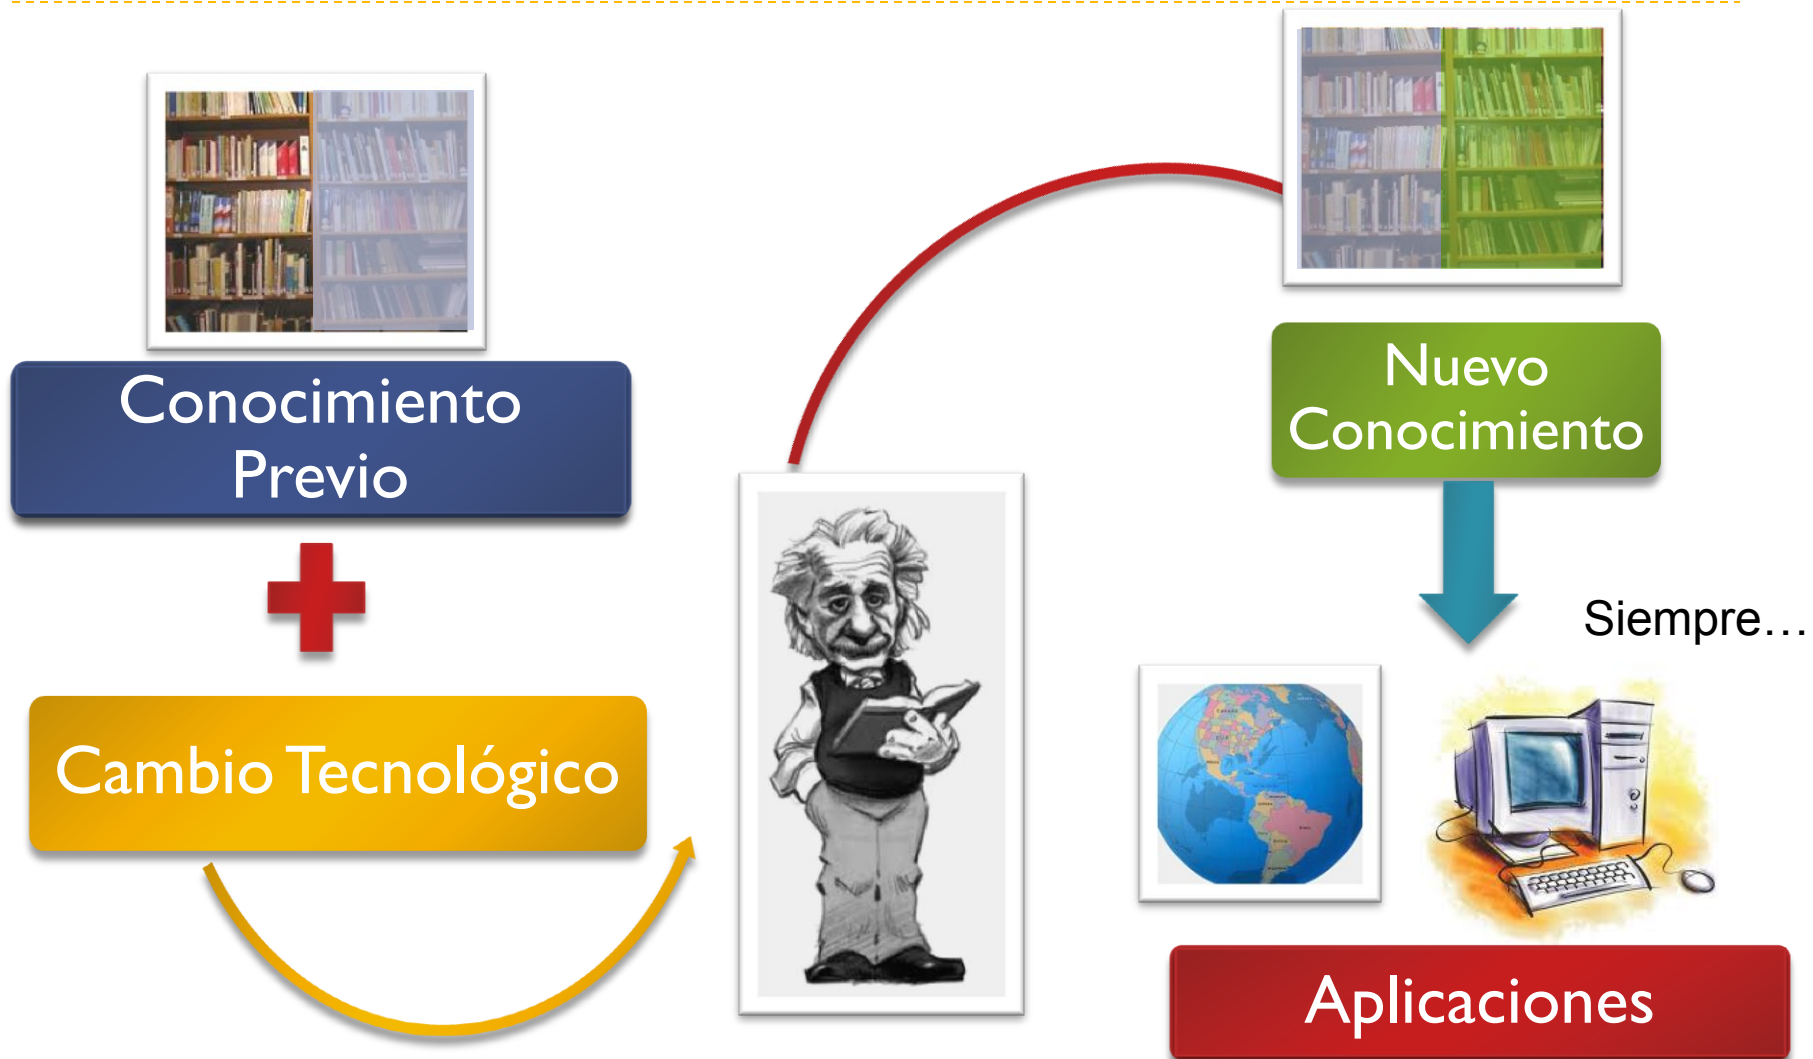 Conocimiento
Previo
Cambio Tecnológico
Nuevo
Conocimiento
Siempre…
Aplicaciones